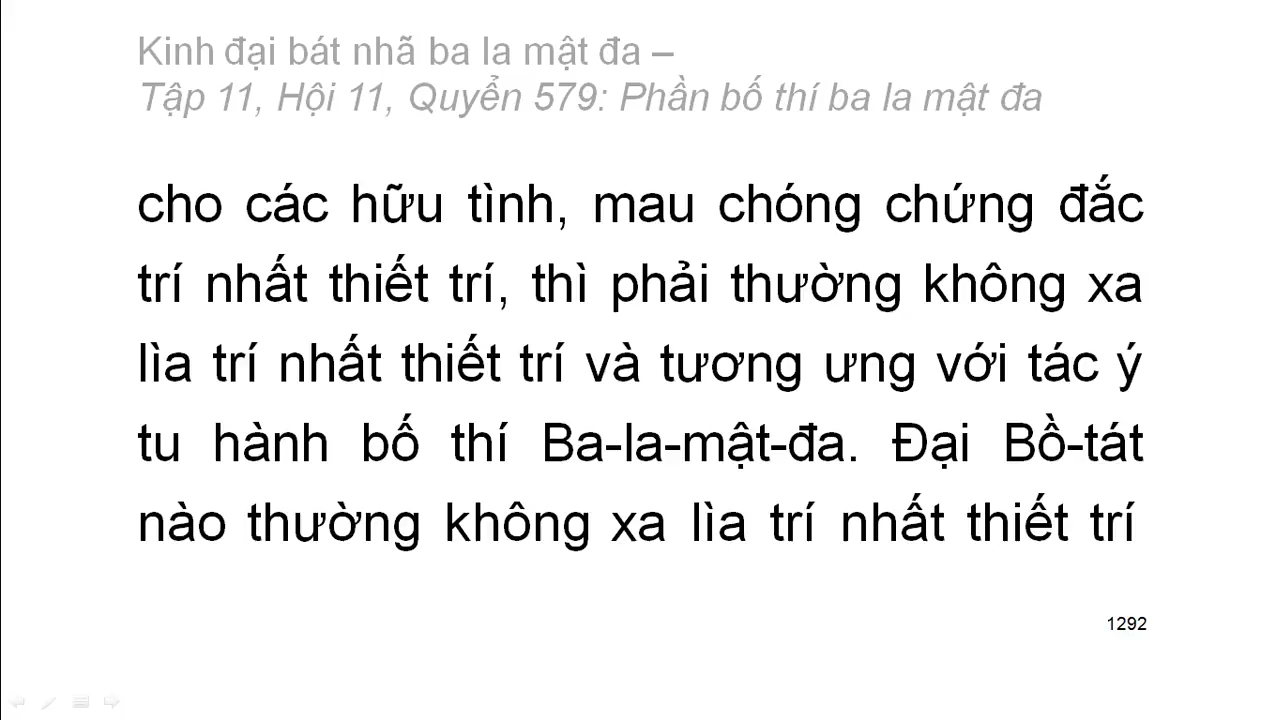 Kinh đại bát nhã ba la mật đa –
Tập 11, Hội 11, Quyển 579: Phần bố thí ba la mật đa
cho các hữu tình, mau chóng chứng đắc
trí nhất thiết trí, thì phải thường không xa
lìa trí nhất thiết trí và tương ưng với tác ý
tu hành bố thí Ba-la-mật-đa. Đại Bồ-tát
nào thường không xa lìa trí nhất thiết trí
1292